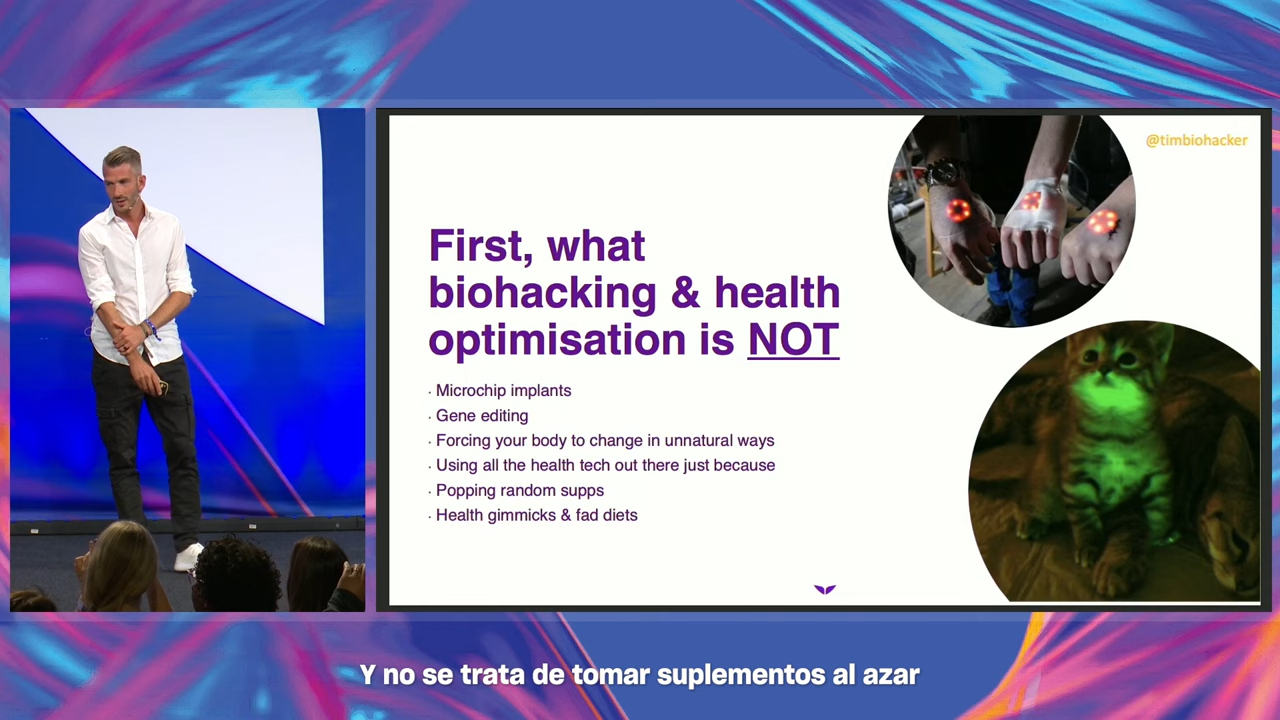 @timbiohacker
First, what
biohacking & health
optimisation is NOT
· Microchip implants
· Gene editing
· Forcing your body to change in unnatural ways
· Using all the health tech out there just because
· Popping random supps
· Health gimmicks & fad diets
Y no se trata de tomar suplementos al azar